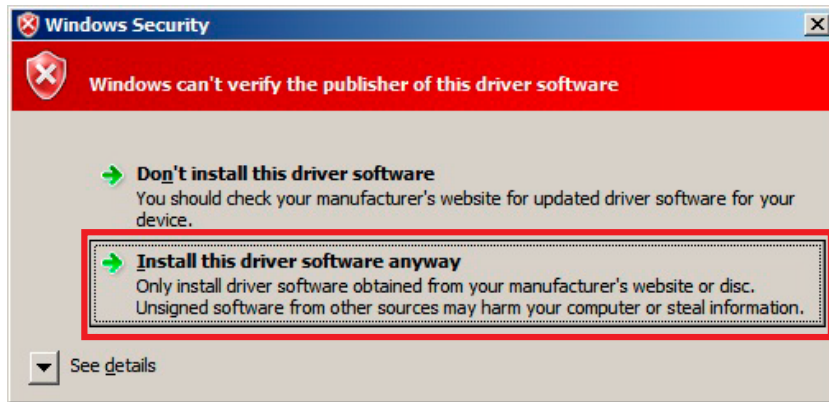 Windows Security
Windows can't verify the publisher of this driver software
Don't install this driver software
You should check your manufacturer's website for updated driver software for your
device.
Install this driver software anyway
Only install driver software obtained from your manufacturer's website or disc.
Unsigned software from other sources may harm your computer or steal information.
See details